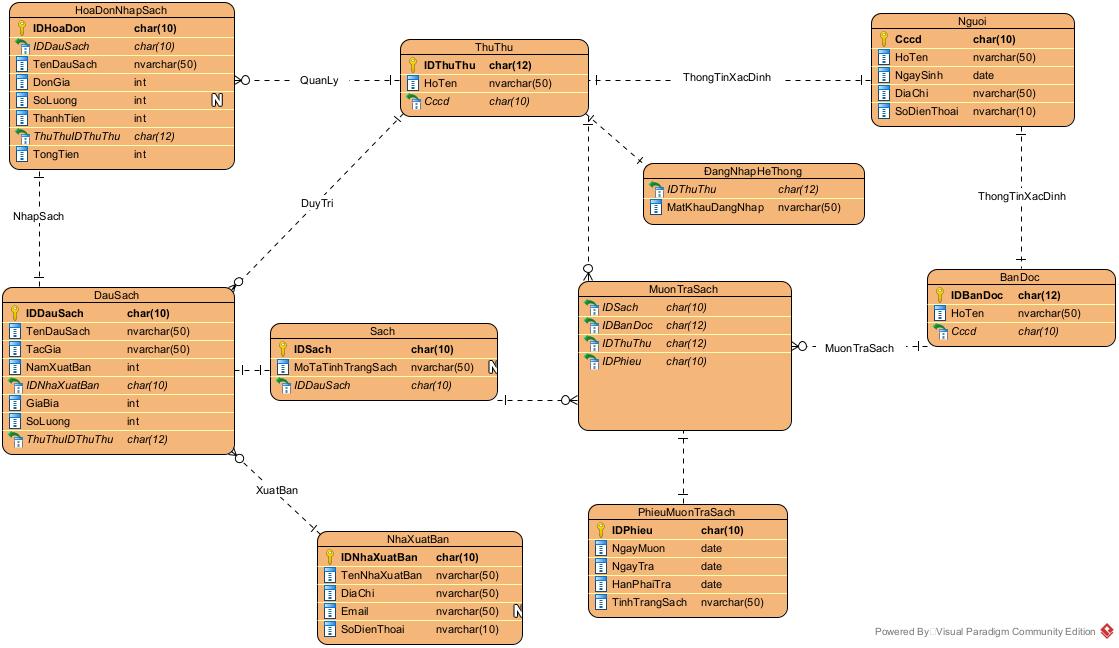 HoaDonNhapSach
IDHoaDon char(10)
IDDauSach char(10)
TenDauSach nvarchar(50)
DonGia int
SoLuong int N
ThanhTien int
ThuThuIDThuThu char(12)
TongTien int
QuanLy
ThuThu
IDThuThu char(12)
HoTen nvarchar(50)
Cccd char(10)
ThongTinXacDinh
Nguoi
Cccd char(10)
HoTen nvarchar(50)
NgaySinh date
DiaChi nvarchar(50)
SoDienThoai nvarchar(10)
ĐangNhapHeThong
IDThuThu char(12)
MatKhauDangNhap nvarchar(50)
NhapSach
DuyTri
ThongTinXacDinh
DauSach
IDDauSach char(10)
TenDauSach nvarchar(50)
TacGia nvarchar(50)
NamXuatBan int
IDNhaXuatBan char(10)
GiaBia int
SoLuong int
ThuThuIDThuThu char(12)
Sach
IDSach char(10)
MoTaTinhTrangSach nvarchar(50) N
IDDauSach char(10)
MuonTraSach
IDSach char(10)
IDBanDoc char(12)
IDThuThu char(12)
IDPhieu char(10)
MuonTraSach
BanDoc
IDBanDoc char(12)
HoTen nvarchar(50)
Cccd char(10)
XuatBan
NhaXuatBan
IDNhaXuatBan char(10)
TenNhaXuatBan nvarchar(50)
DiaChi nvarchar(50)
Email nvarchar(50) N
SoDienThoai nvarchar(10)
PhieuMuonTraSach
IDPhieu char(10)
NgayMuon date
NgayTra date
HanPhaiTra date
TinhTrangSach nvarchar(50)
Powered By Visual Paradigm Community Edition